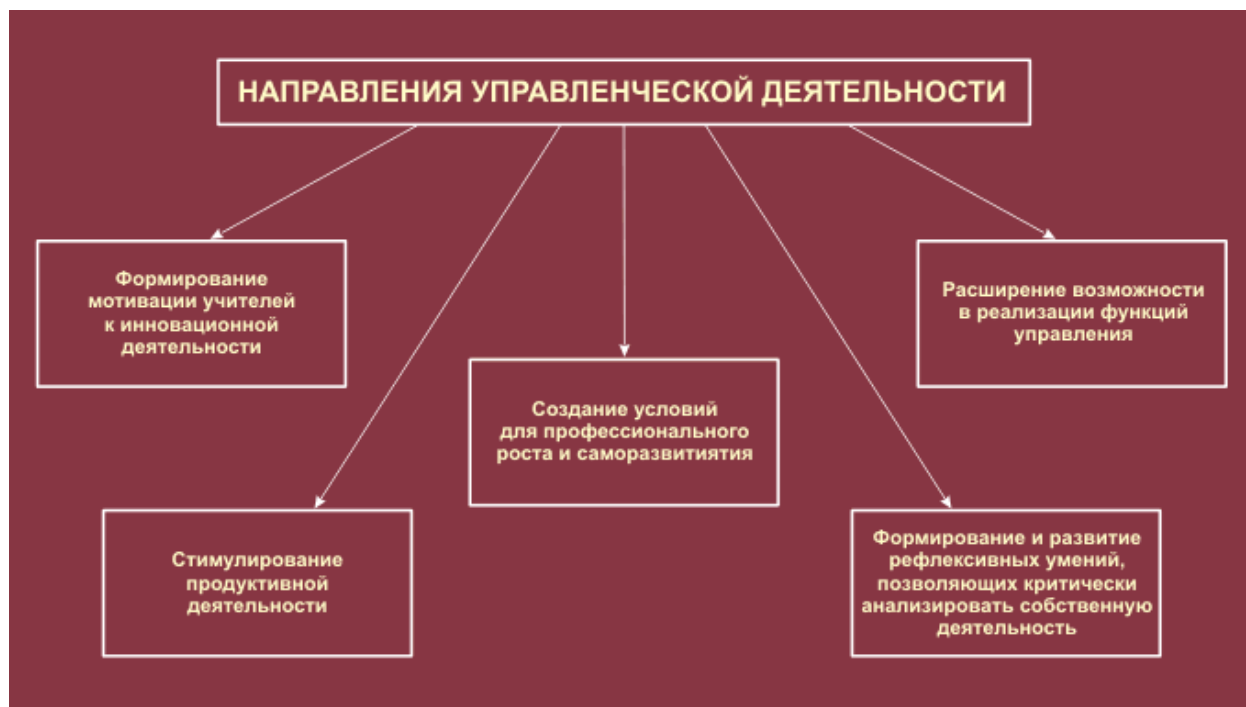 НАПРАВЛЕНИЯ УПРАВЛЕНЧЕСКОЙ ДЕЯТЕЛЬНОСТИ
Формирование
мотивации учителей
к инновационной
деятельности
Стимулирование
продуктивной
деятельности
Создание условий
для профессионального
роста и саморазвитиятия
Формирование и развитие
рефлексивных умений,
позволяющих критически
анализировать собственную
деятельность
Расширение возможности
в реализации функций
управления